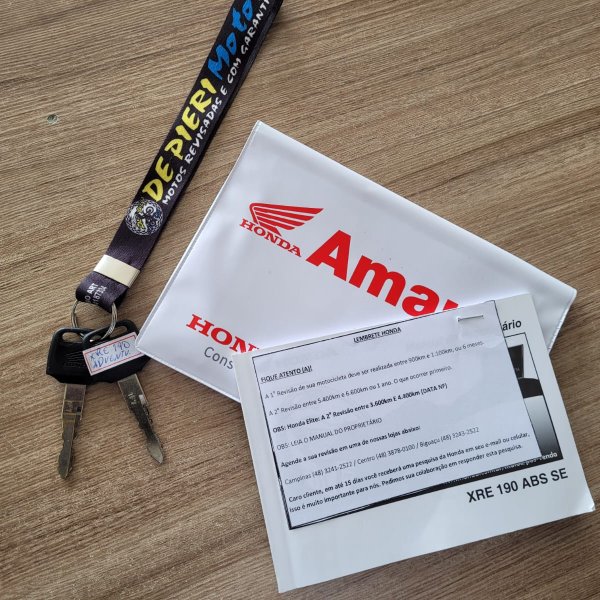 DE PIERI Moto
MOTOS REVISADAS E COM GARANTI
XRE 190
HONDA
Ama
HONDA
Cons
ário
LEMBRETE HONDA
FIQUE ATENTO (A)!
A 1ª Revisão de sua motocicleta deve ser realizada entre 900km e 1.100km, ou 6 meses.
A 2ª Revisão entre 5.400km e 6.600km ou 1 ano. O que ocorrer primeiro.
OBS: Honda Elite: A 2ª Revisão entre 3.600km E 4.400km (DATA NF)
OBS: LEIA O MANUAL DO PROPRIETÁRIO
Agende a sua revisão em uma de nossas lojas abaixo:
Campinas (48) 3241-2522 / Centro (48) 3878-0100 / Biguaçu (48) 3243-2522
Caro cliente, em até 15 dias você receberá uma pesquisa da Honda em seu e-mail ou celular,
isso é muito importante para nós. Pedimos sua colaboração em responder esta pesquisa.
XRE 190 ABS SE